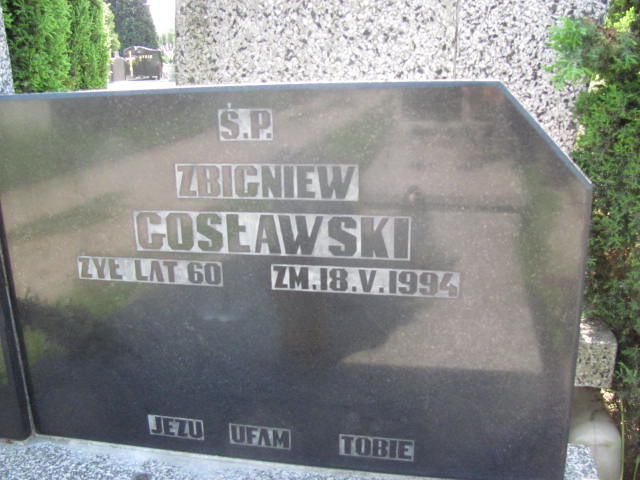 Ś.P.
ZBIGNIEW
GOSŁAWSKI
ŻYŁ LAT 60 ZM.18.V.1994
JEZU UFAM TOBIE